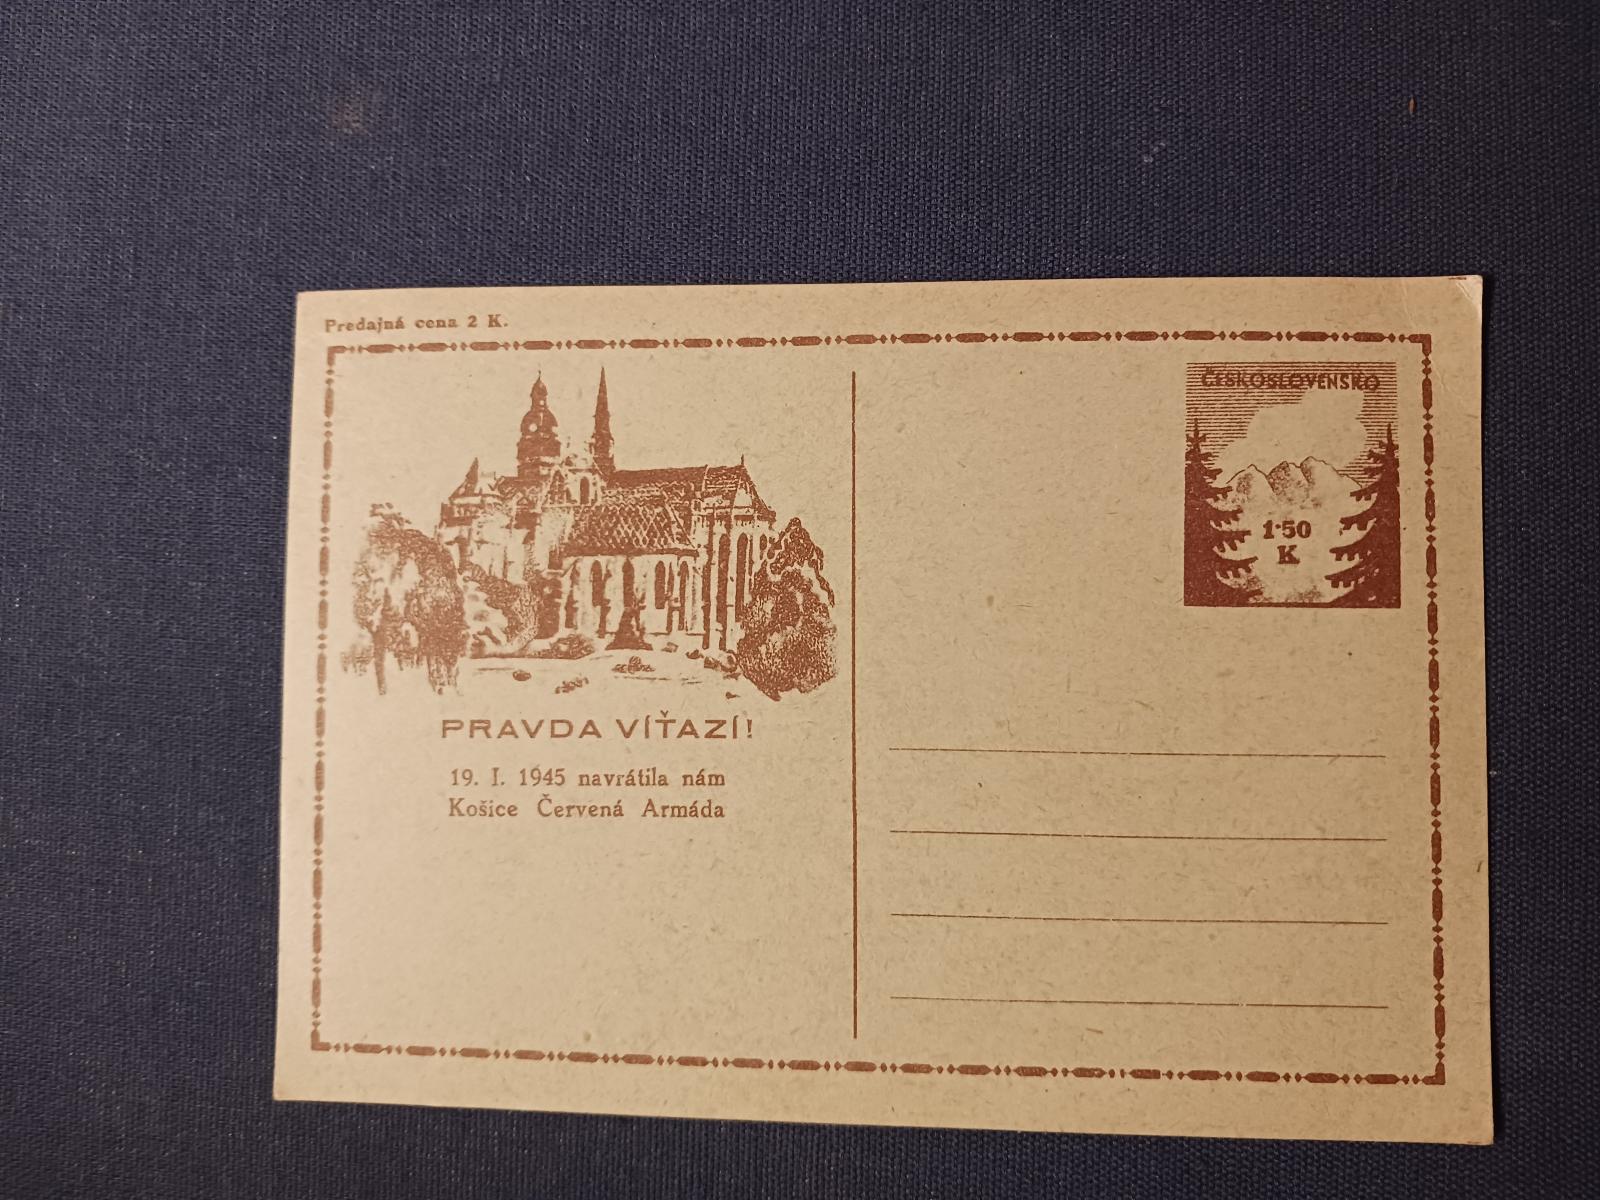 Predajná cena 2 K.
ČESKOSLOVENSKO
1·50
K
PRAVDA VÍŤAZÍ!
19. I. 1945 navrátila nám
Košice Červená Armáda